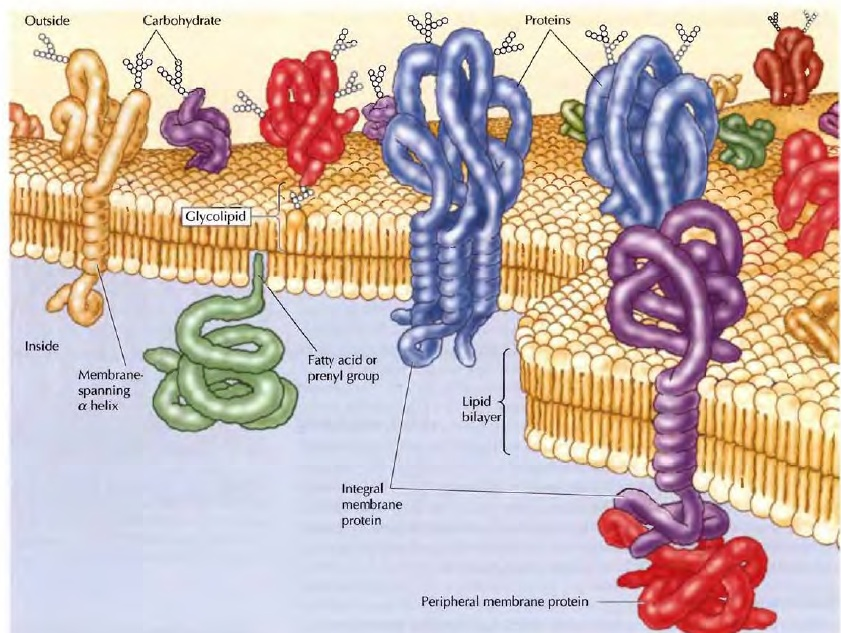 Outside
Carbohydrate
Proteins
Glycolipid
Inside
Membrane-
spanning
α helix
Fatty acid or
prenyl group
Lipid
bilayer
Integral
membrane
protein
Peripheral membrane protein